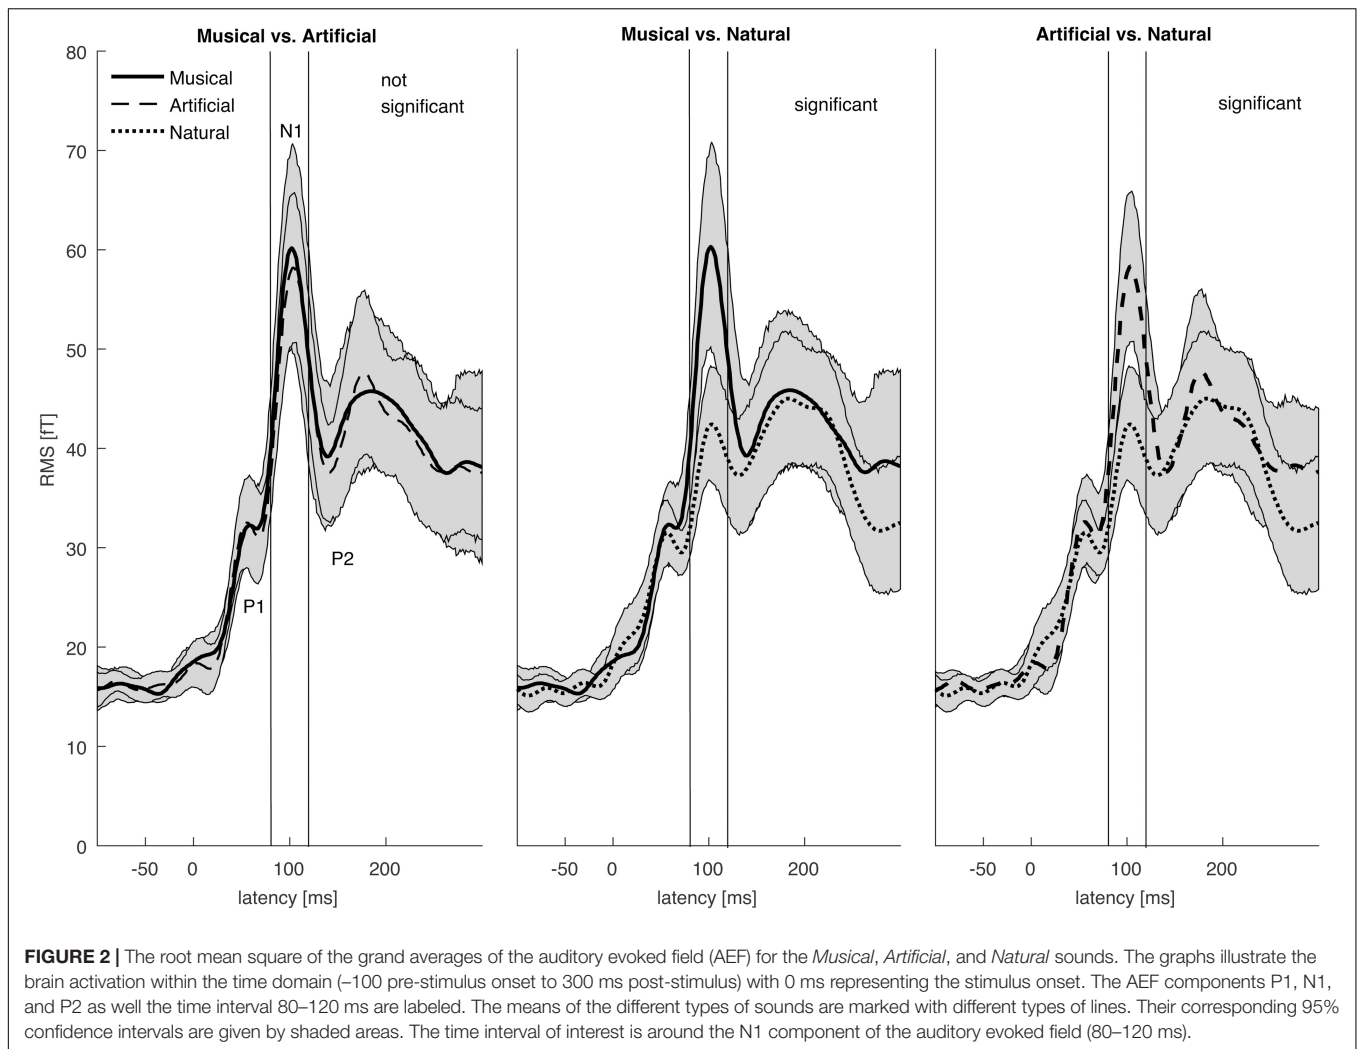 Musical vs. Artificial
Musical vs. Natural
Artificial vs. Natural
80
70
60
50
40
30
20
10
0
RMS [fT]
Musical
Artificial
Natural
not
significant
N1
P1
P2
significant
significant
-50 0 100 200
-50 0 100 200
-50 0 100 200
latency [ms]
latency [ms]
latency [ms]
FIGURE 2 | The root mean square of the grand averages of the auditory evoked field (AEF) for the Musical, Artificial, and Natural sounds. The graphs illustrate the
brain activation within the time domain (–100 pre-stimulus onset to 300 ms post-stimulus) with 0 ms representing the stimulus onset. The AEF components P1, N1,
and P2 as well the time interval 80–120 ms are labeled. The means of the different types of sounds are marked with different types of lines. Their corresponding 95%
confidence intervals are given by shaded areas. The time interval of interest is around the N1 component of the auditory evoked field (80–120 ms).